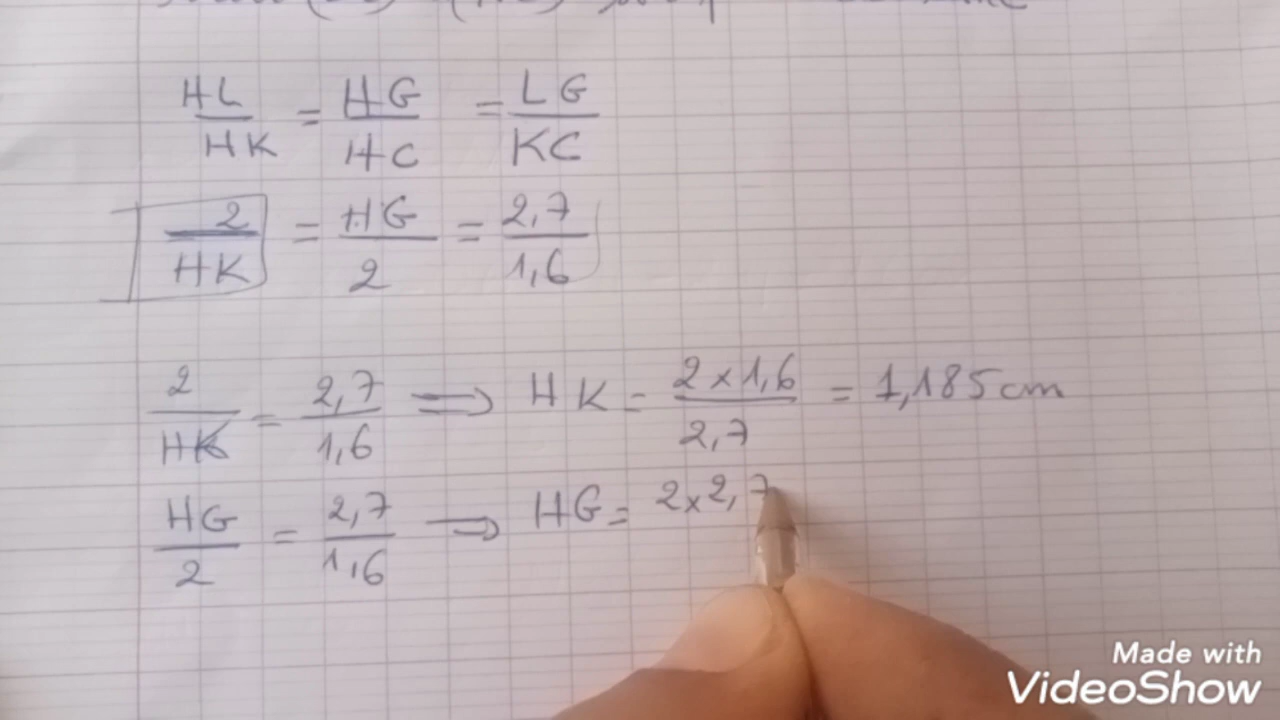 HL/HK = HG/HC = LG/KC
2/HK = HG/2 = 2,7/1,6
2/HK = 2,7/1,6 ⟹ HK = 2×1,6/2,7 = 1,185 cm
HG/2 = 2,7/1,6 ⟹ HG = 2×2,7
Made with
VideoShow